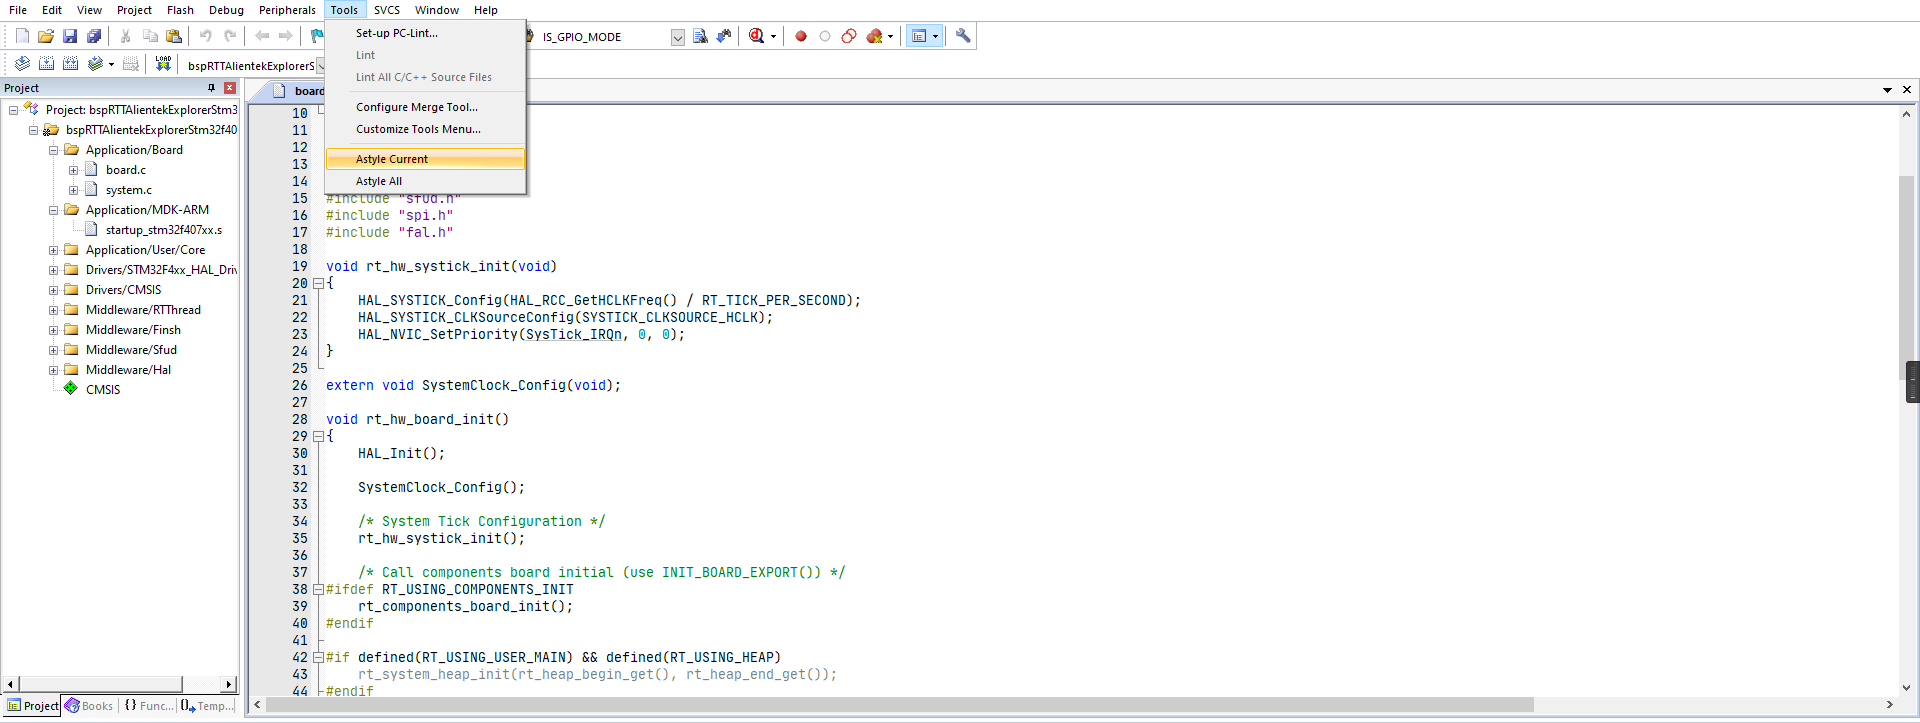 File Edit View Project Flash Debug Peripherals Tools SVCS Window Help
IS_GPIO_MODE
LOAD bspRTTAlientekExplorerS
Set-up PC-Lint...
Lint
Lint All C/C++ Source Files
Configure Merge Tool...
Customize Tools Menu...
Astyle Current
Astyle All
Project
Project: bspRTTAlientekExplorerStm3
bspRTTAlientekExplorerStm32f40
Application/Board
board.c
system.c
Application/MDK-ARM
startup_stm32f407xx.s
Application/User/Core
Drivers/STM32F4xx_HAL_Driv
Drivers/CMSIS
Middleware/RTThread
Middleware/Finsh
Middleware/Sfud
Middleware/Hal
CMSIS
Project Books {} Func... Temp...
board
10
11
12
13
14
15 #include "sfud.h"
16 #include "spi.h"
17 #include "fal.h"
18
19 void rt_hw_systick_init(void)
20 {
21 HAL_SYSTICK_Config(HAL_RCC_GetHCLKFreq() / RT_TICK_PER_SECOND);
22 HAL_SYSTICK_CLKSourceConfig(SYSTICK_CLKSOURCE_HCLK);
23 HAL_NVIC_SetPriority(SysTick_IRQn, 0, 0);
24 }
25
26 extern void SystemClock_Config(void);
27
28 void rt_hw_board_init()
29 {
30 HAL_Init();
31
32 SystemClock_Config();
33
34 /* System Tick Configuration */
35 rt_hw_systick_init();
36
37 /* Call components board initial (use INIT_BOARD_EXPORT()) */
38 #ifdef RT_USING_COMPONENTS_INIT
39 rt_components_board_init();
40 #endif
41
42 #if defined(RT_USING_USER_MAIN) && defined(RT_USING_HEAP)
43 rt_system_heap_init(rt_heap_begin_get(), rt_heap_end_get());
44 #endif